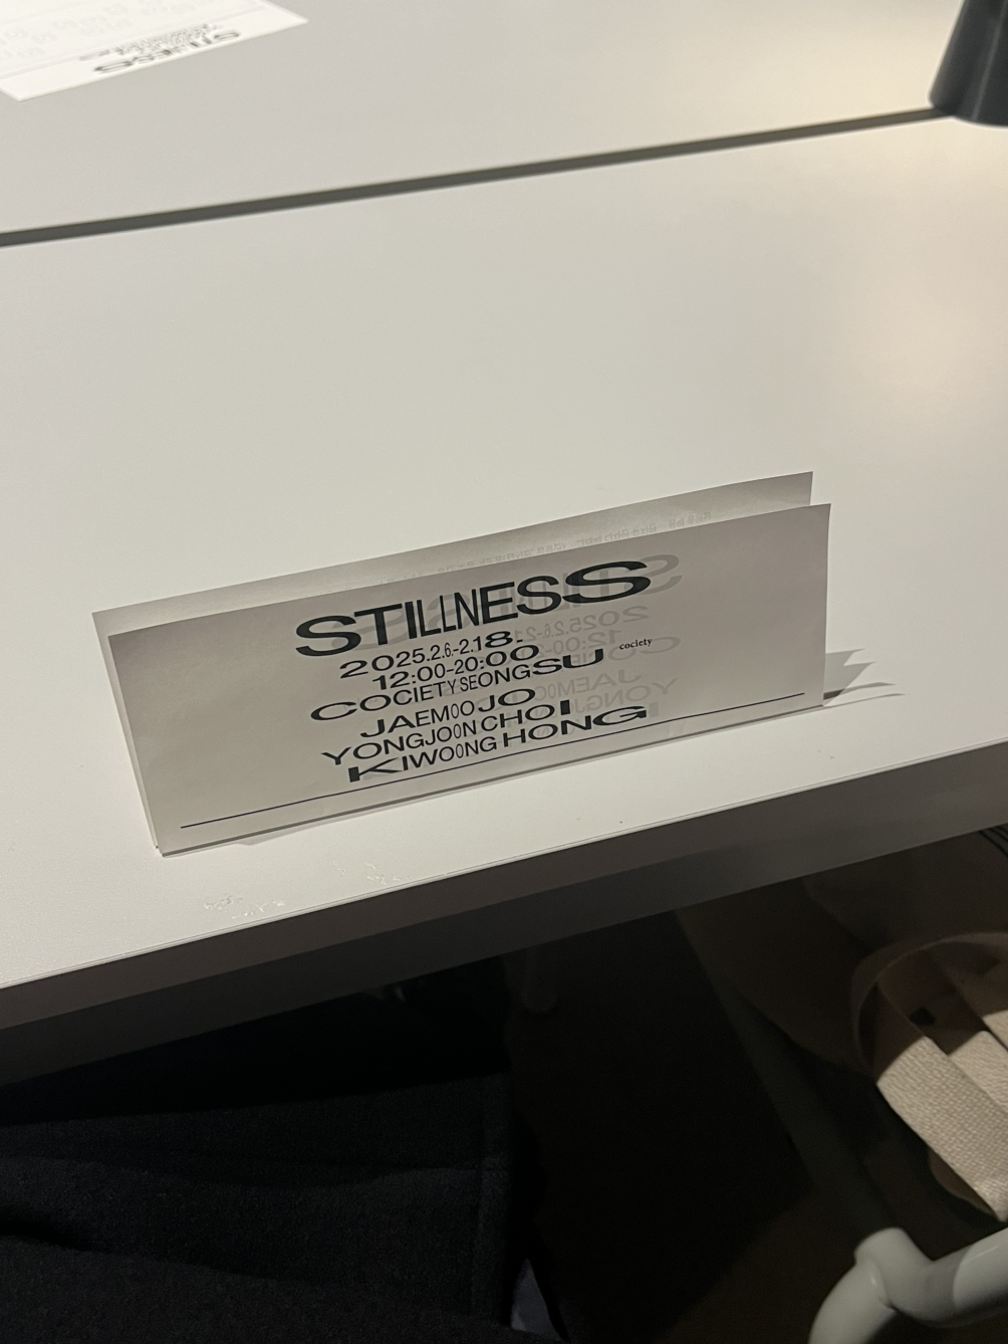 STILLNESS
2025.2.6.-2.18.
12:00-20:00
COCIETY SEONGSU
cociety
JAEMOO JO
YONGJOON CHOI
KIWOONG HONG
STILLNESS